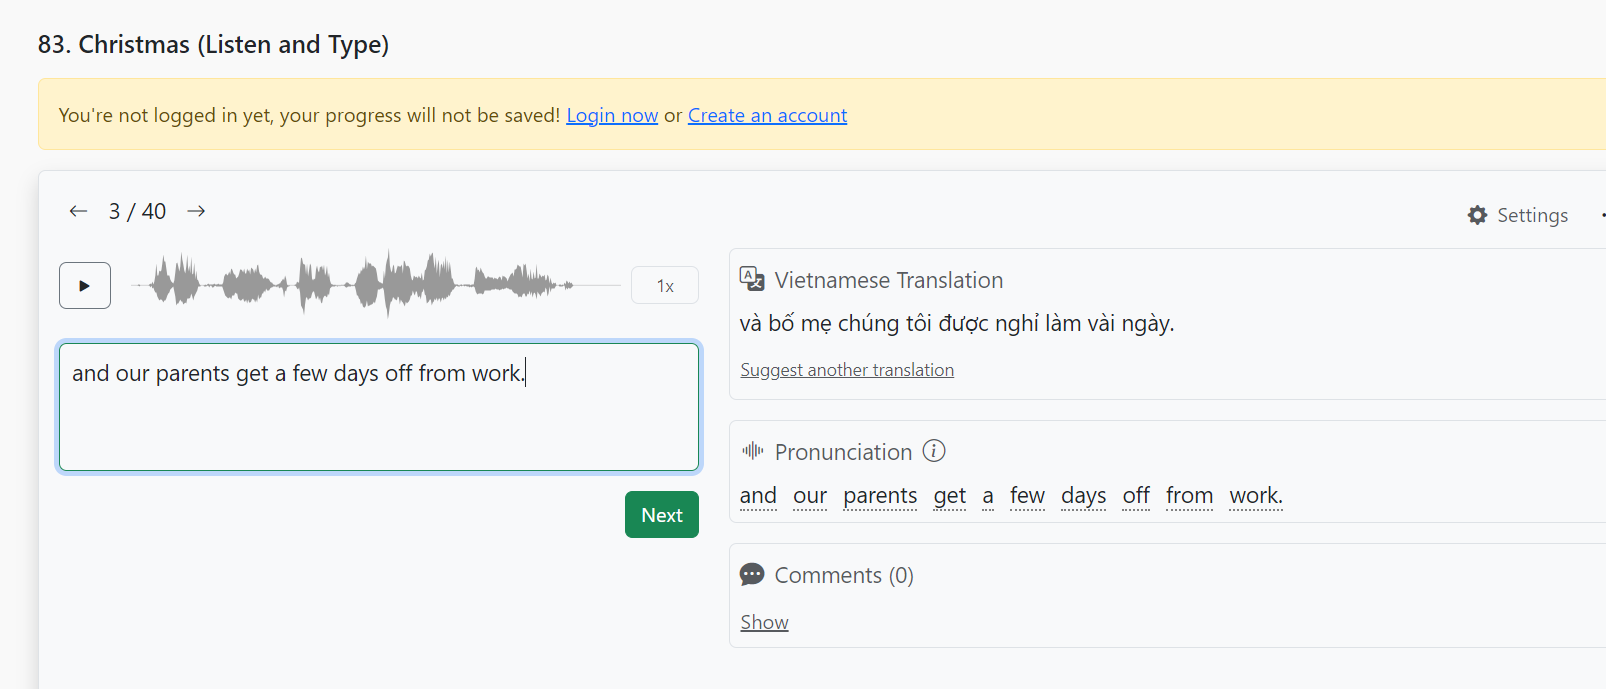 83. Christmas (Listen and Type)
You're not logged in yet, your progress will not be saved! Login now or Create an account
← 3 / 40 →
Settings
1x
and our parents get a few days off from work.
Next
Vietnamese Translation
và bố mẹ chúng tôi được nghỉ làm vài ngày.
Suggest another translation
Pronunciation
and our parents get a few days off from work.
Comments (0)
Show